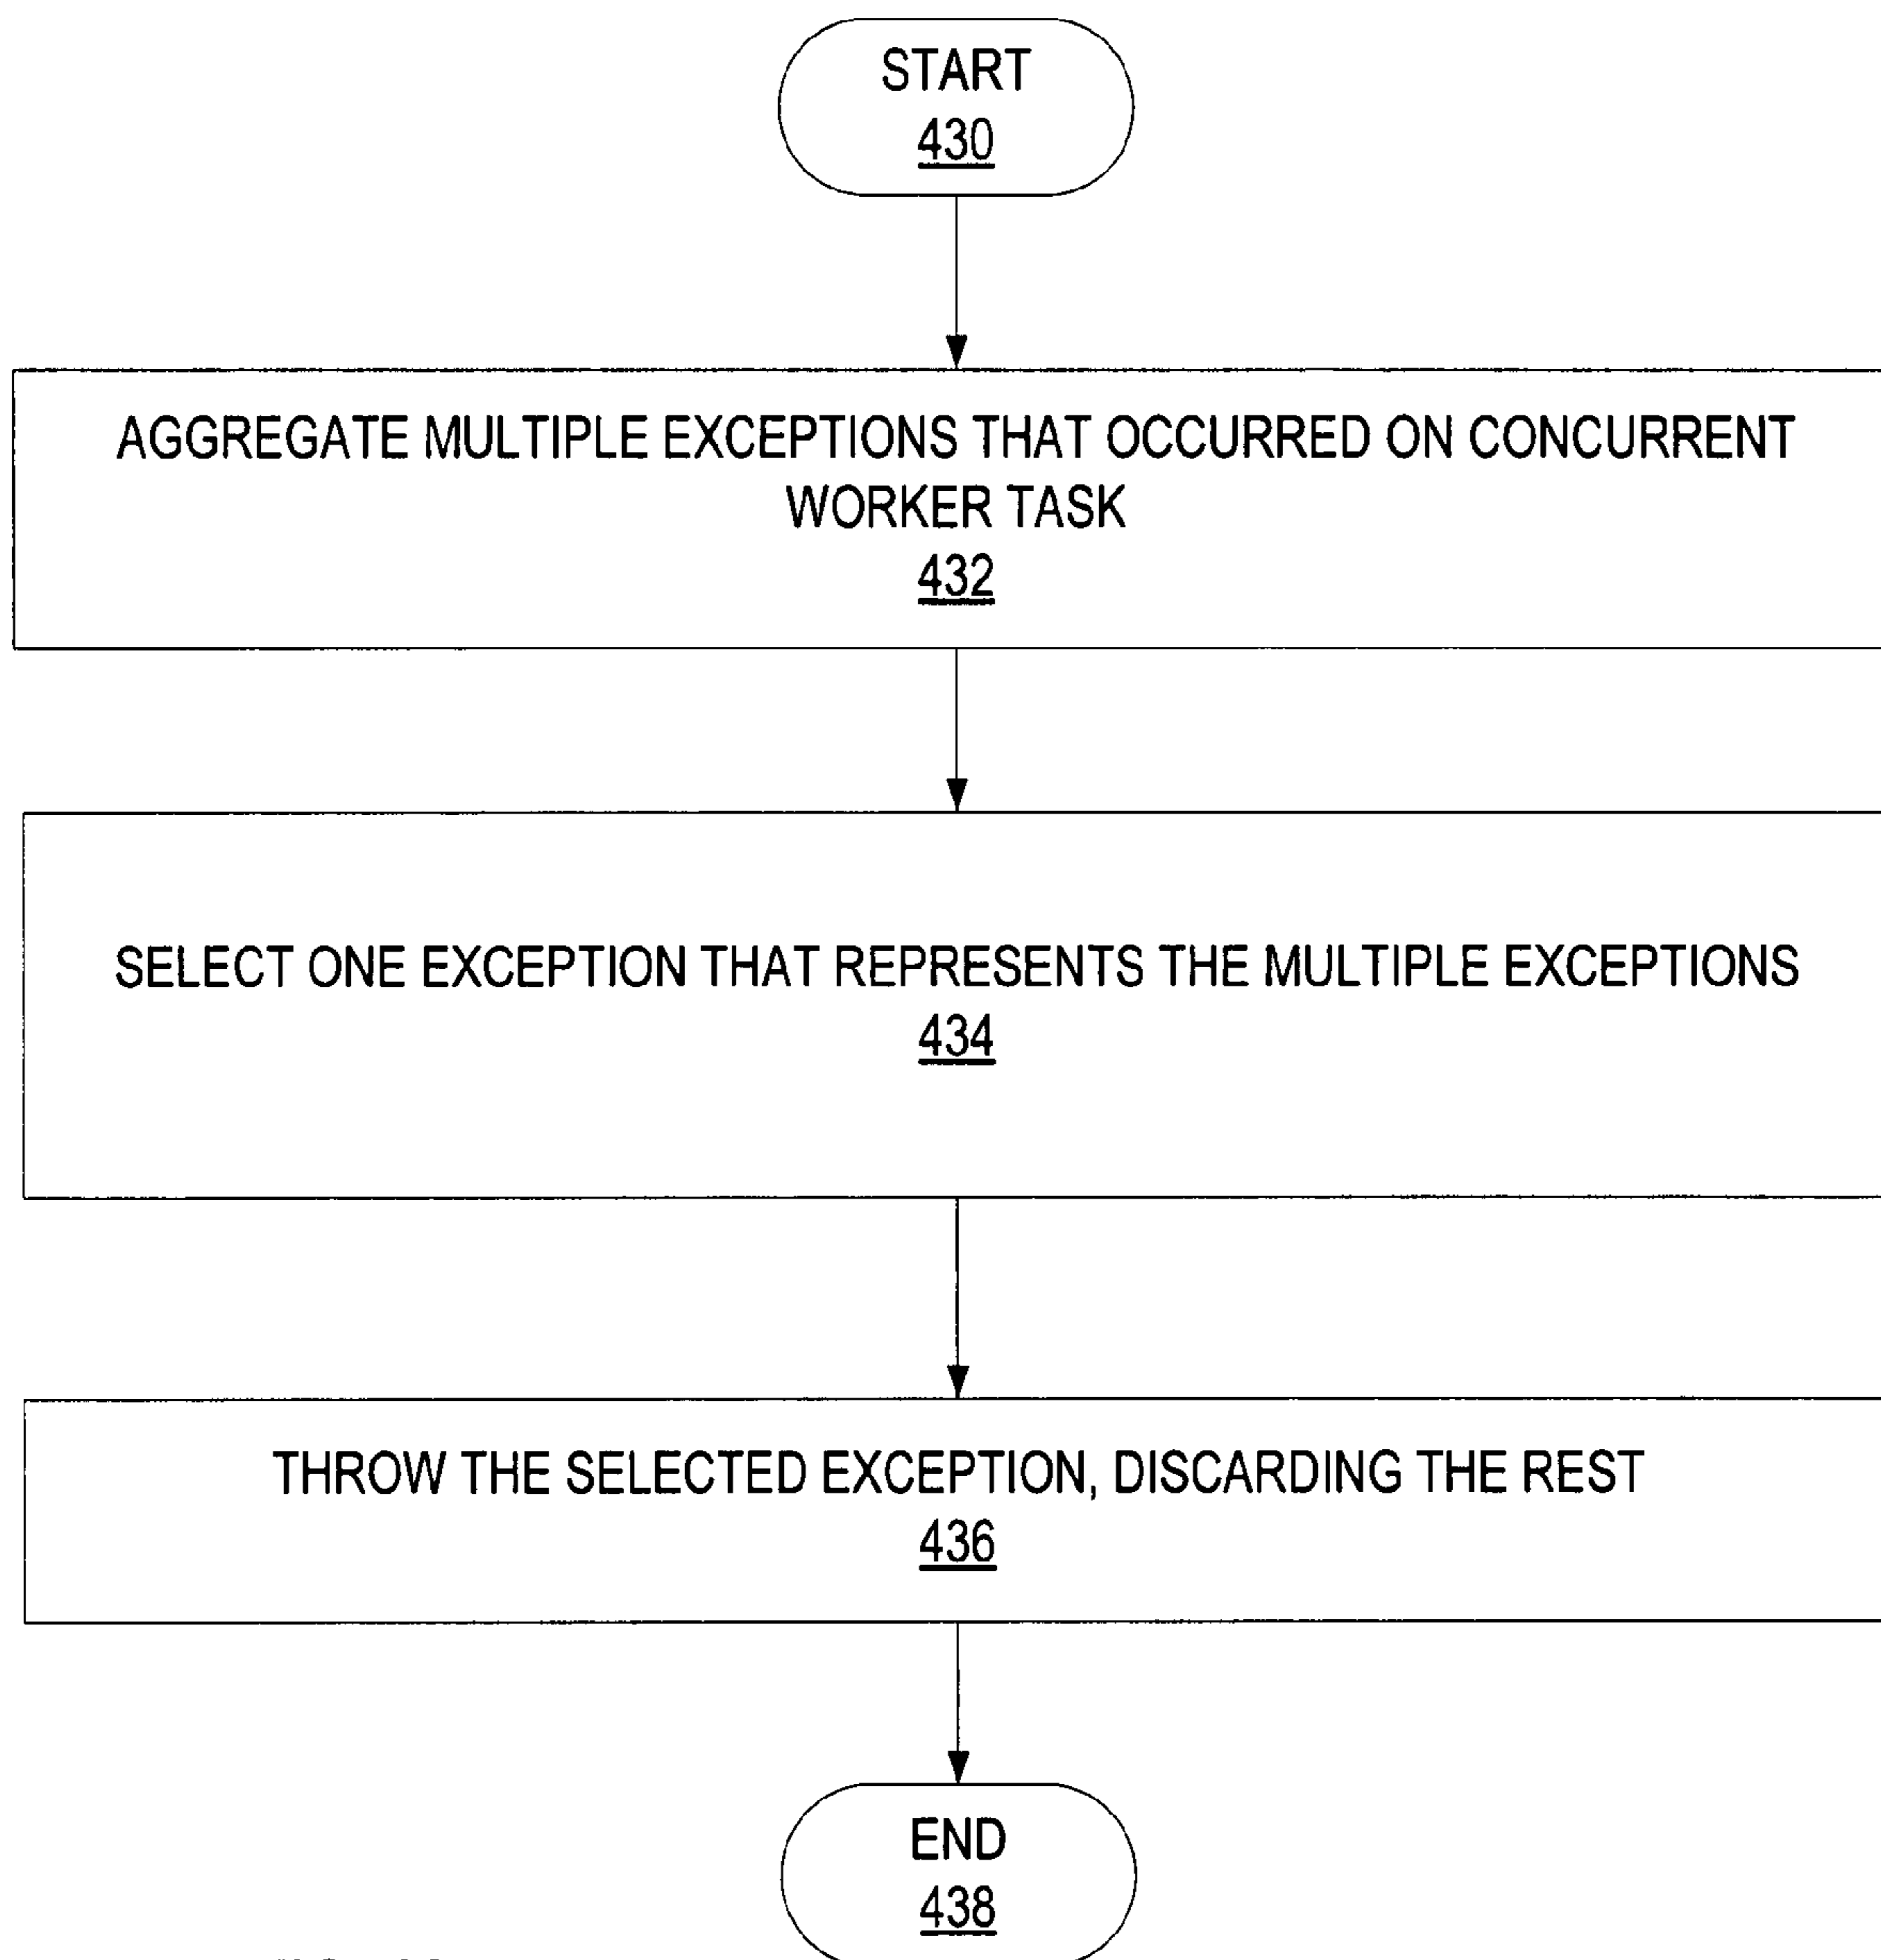 START
430
AGGREGATE MULTIPLE EXCEPTIONS THAT OCCURRED ON CONCURRENT
WORKER TASK
432
SELECT ONE EXCEPTION THAT REPRESENTS THE MULTIPLE EXCEPTIONS
434
THROW THE SELECTED EXCEPTION, DISCARDING THE REST
436
END
438